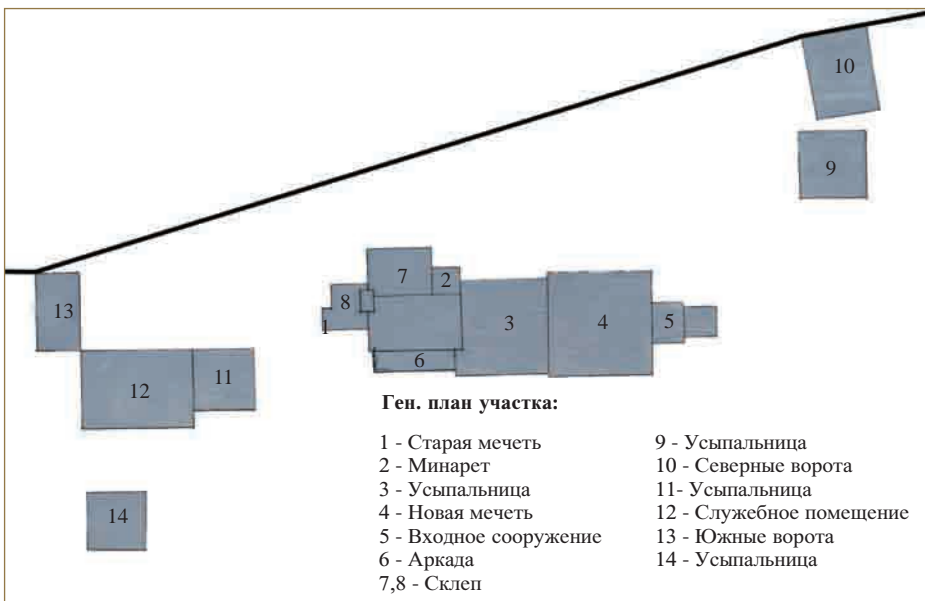 10
9
7
2
8
13
1
3
4
5
6
12
11
14
Ген. план участка:
1 - Старая мечеть
2 - Минарет
3 - Усыпальница
4 - Новая мечеть
5 - Входное сооружение
6 - Аркада
7,8 - Склеп
9 - Усыпальница
10 - Северные ворота
11- Усыпальница
12 - Служебное помещение
13 - Южные ворота
14 - Усыпальница